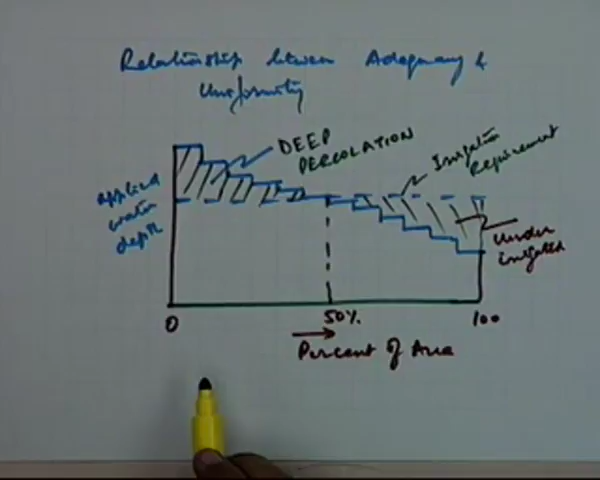 Relationship between Adequacy &
Uniformity
DEEP
PERCOLATION
Irrigation
Requirement
applied
water
depth
Under
irrigated
0
50%
100
Percent of Area